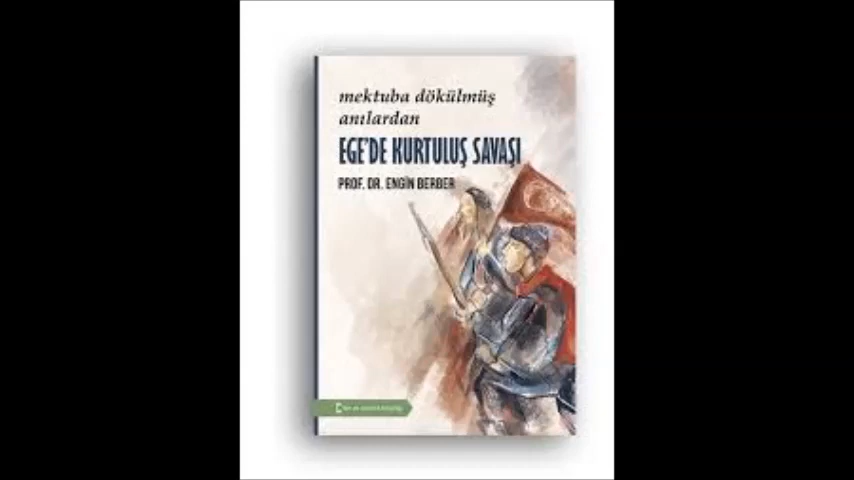 mektuba dökülmüş
anılardan
EGE'DE KURTULUŞ SAVAŞI
PROF. DR. ENGİN BERBER